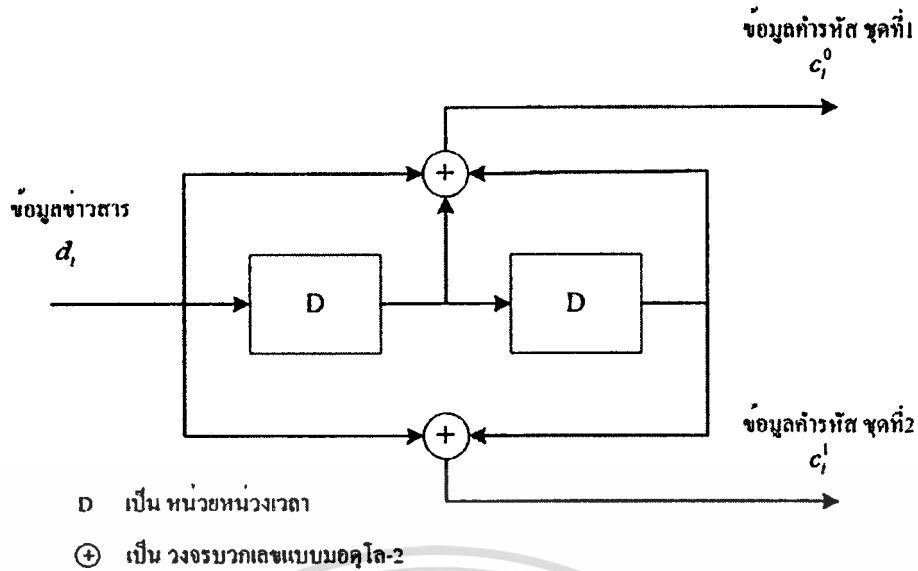 ข้อมูลคำรหัส ชุดที่1
c_t^0
ข้อมูลข่าวสาร
d_t
D
D
ข้อมูลคำรหัส ชุดที่2
c_t^1
D เป็น หน่วยหน่วงเวลา
⊕ เป็น วงจรบวกเลขแบบมอดุโล-2